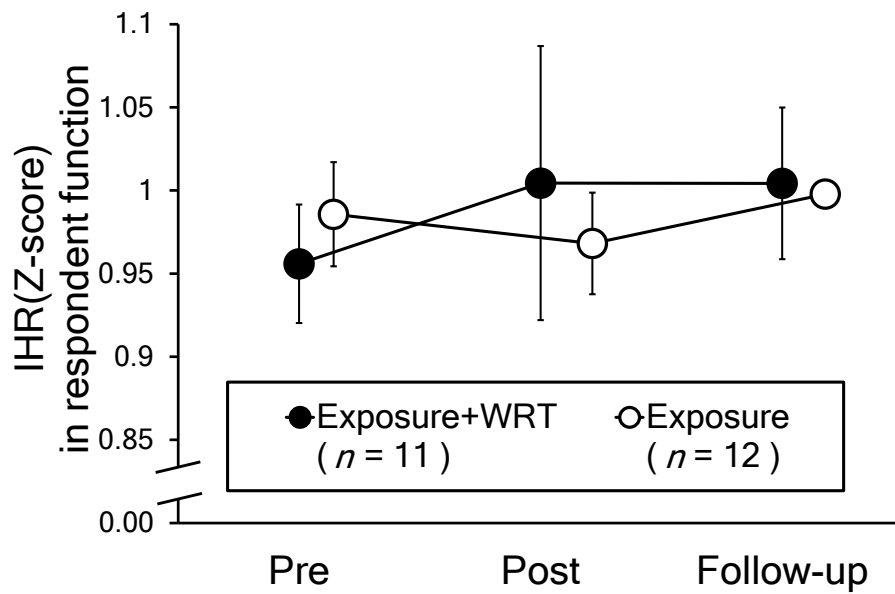 IHR(Z-score)
in respondent function
1.1
1.05
1
0.95
0.9
0.85
0.00
Exposure+WRT
( n = 11 )
Exposure
( n = 12 )
Pre
Post
Follow-up